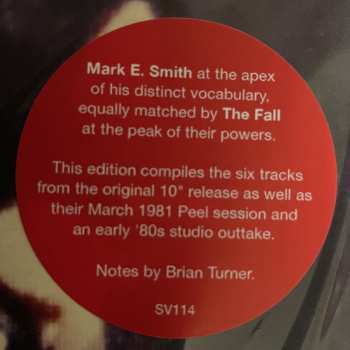 Mark E. Smith at the apex
of his distinct vocabulary,
equally matched by The Fall
at the peak of their powers.
This edition compiles the six tracks
from the original 10" release as well as
their March 1981 Peel session and
an early '80s studio outtake.
Notes by Brian Turner.
SV114